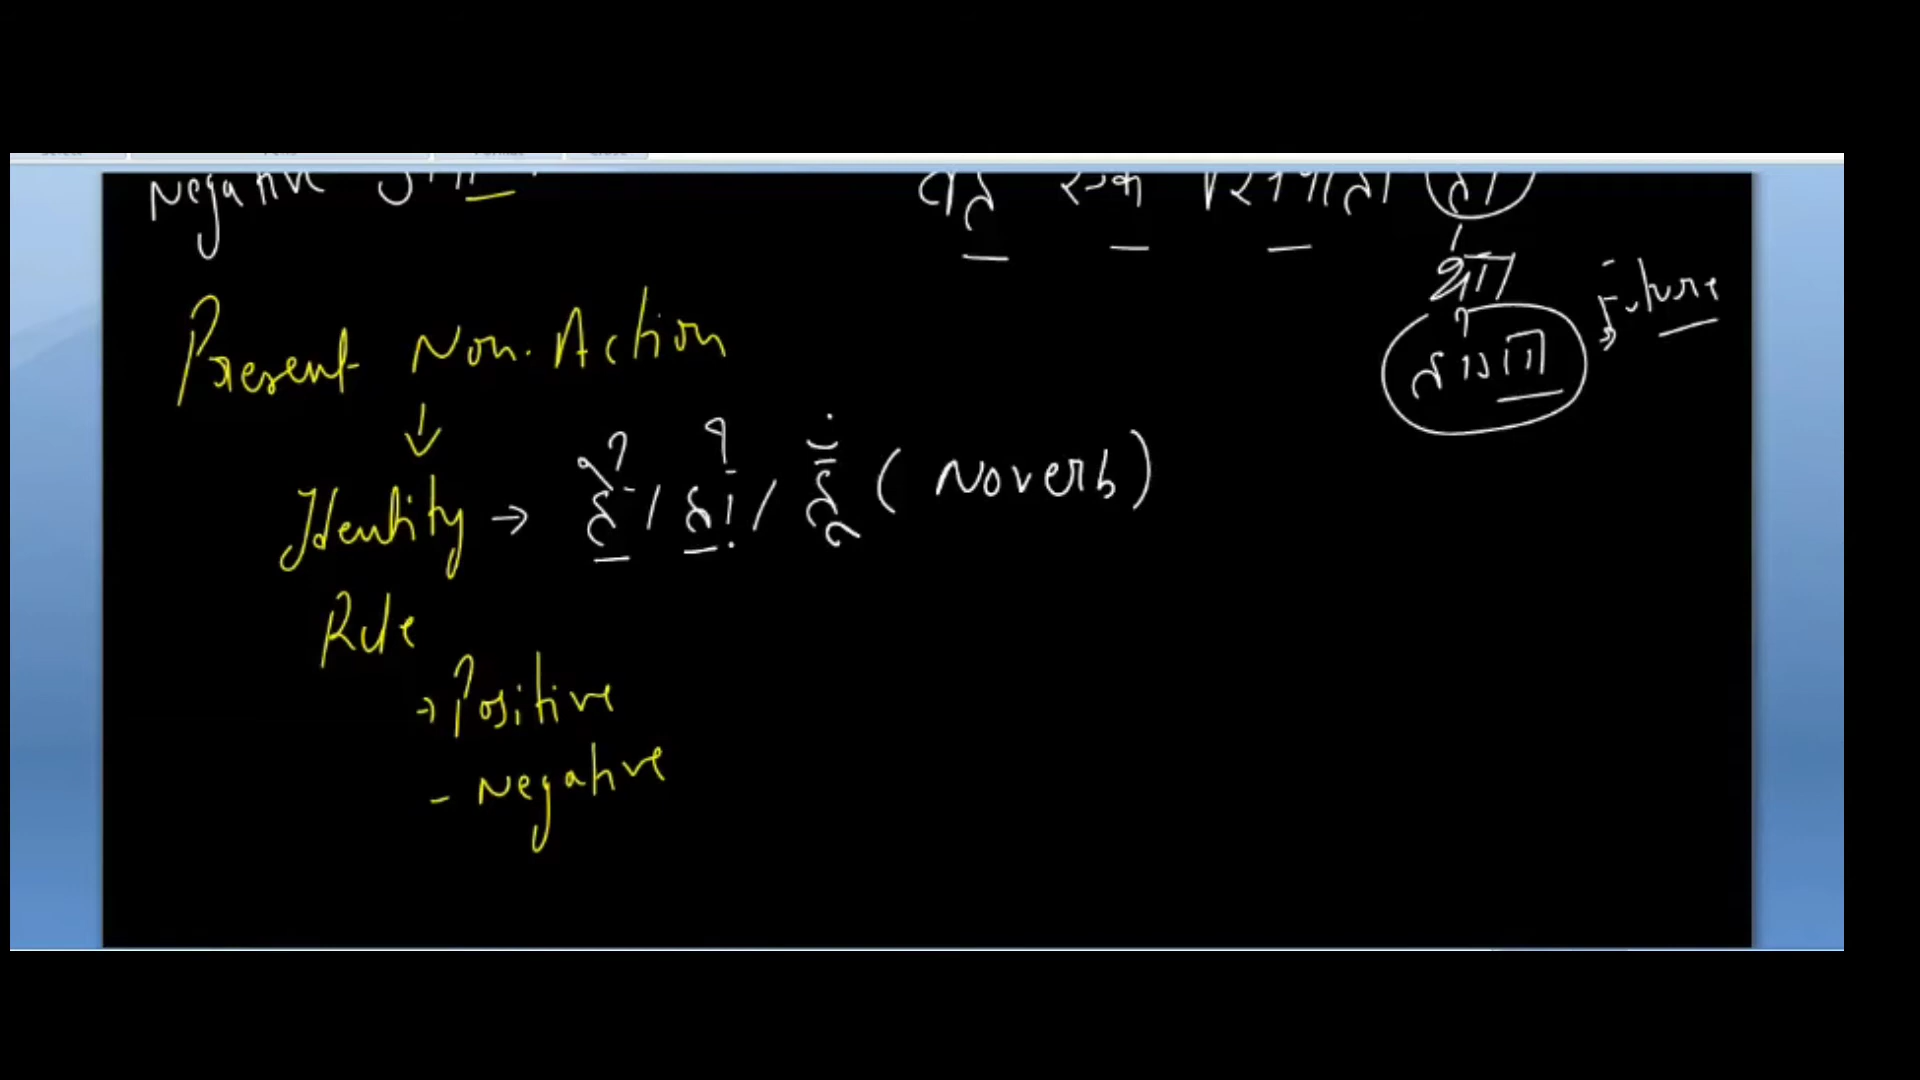 Negative
वह एक
था
Future
होगा
Present Non-Action
Identity → है / हो / हूँ (No verb)
Rule
→ Positive
- Negative